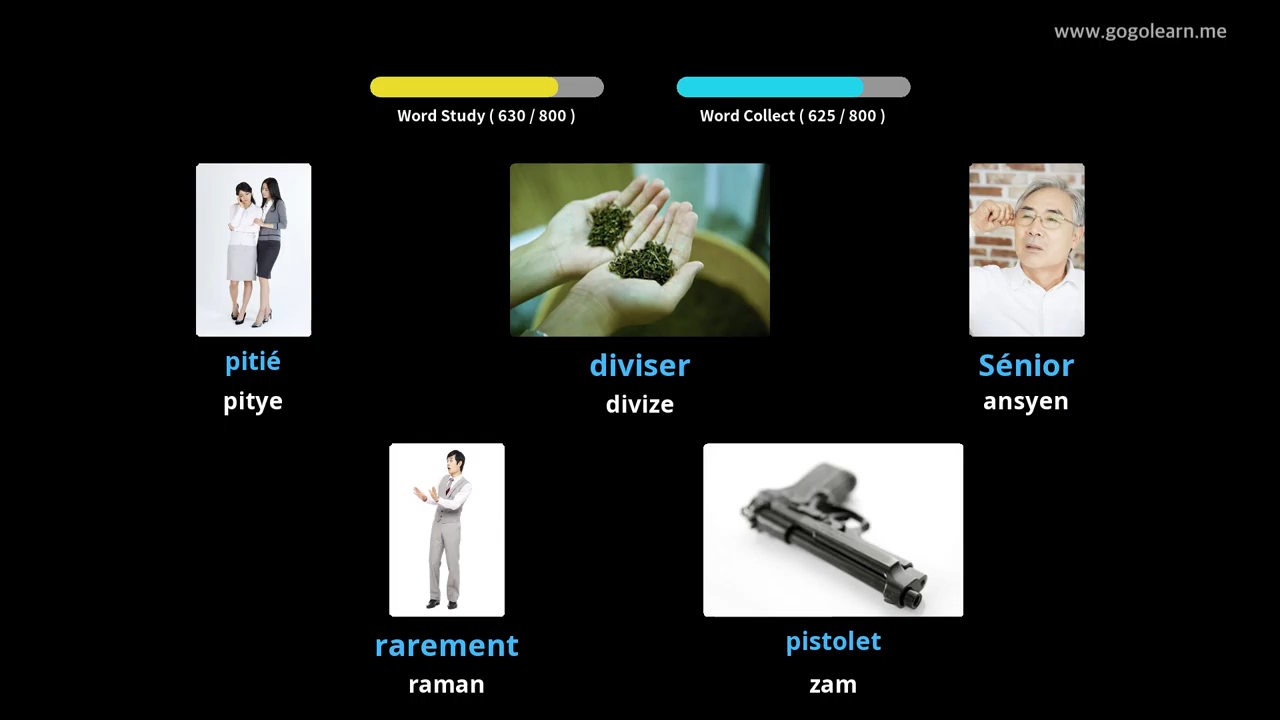 www.gogolearn.me
Word Study ( 630 / 800 )
Word Collect ( 625 / 800 )
pitié
pitye
diviser
divize
Sénior
ansyen
rarement
raman
pistolet
zam